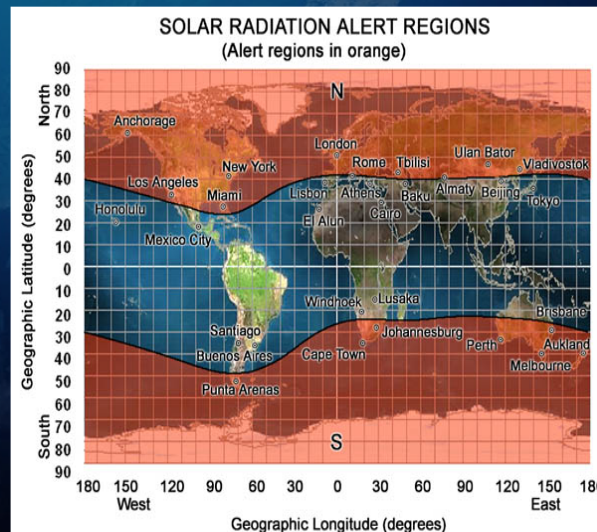 SOLAR RADIATION ALERT REGIONS
(Alert regions in orange)
90
80
70
60
50
40
30
20
10
0
10
20
30
40
50
60
70
80
90
North
Geographic Latitude (degrees)
South
N
Anchorage
London
New York
Rome
Tbilisi
Ulan Bator
Vladivostok
Los Angeles
Miami
Lisbon
Athens
Baku
Almaty
Beijing
Tokyo
Honolulu
El Alun
Cairo
Mexico City
Windhoek
Lusaka
Brisbane
Santiago
Johannesburg
Buenos Aires
Cape Town
Perth
Aukland
Melbourne
Punta Arenas
S
180 150 120 90 60 30 0 30 60 90 120 150 180
West East
Geographic Longitude (degrees)